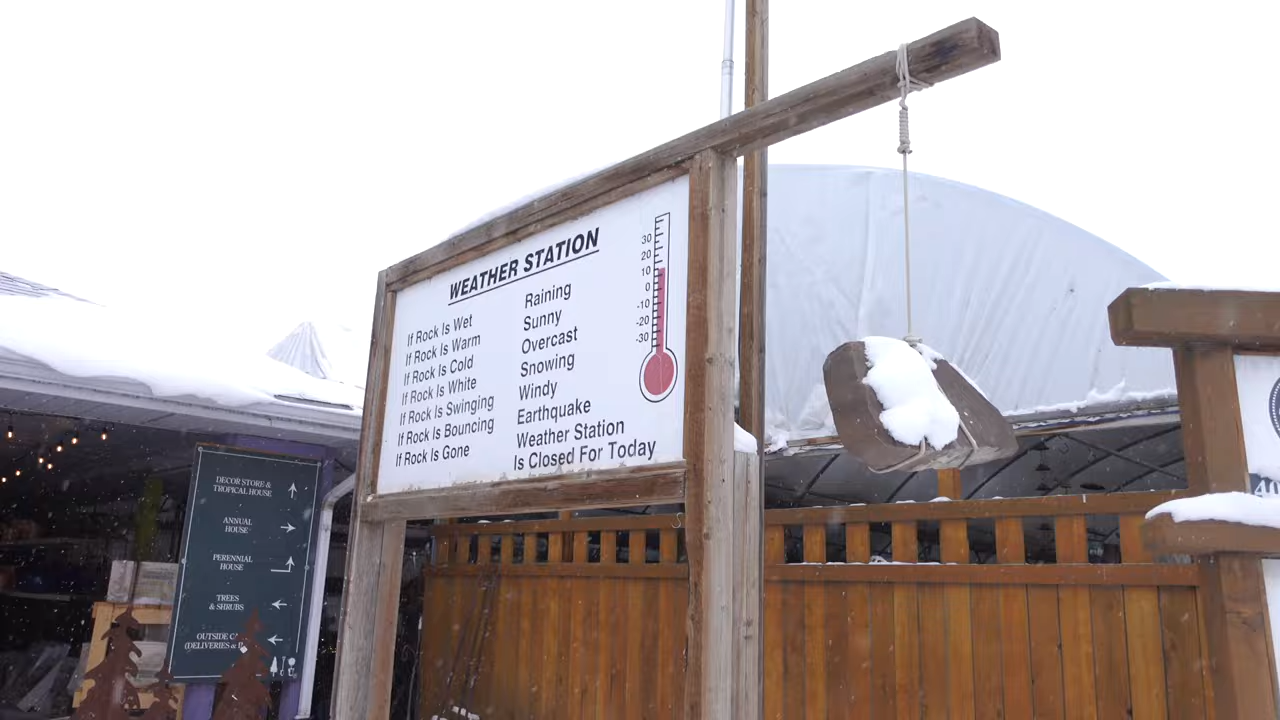 WEATHER STATION
If Rock Is Wet Raining
If Rock Is Warm Sunny
If Rock Is Cold Overcast
If Rock Is White Snowing
If Rock Is Swinging Windy
If Rock Is Bouncing Earthquake
If Rock Is Gone Weather Station
Is Closed For Today
30
20
10
0
-10
-20
-30
DECOR STORE &
TROPICAL HOUSE
ANNUAL
HOUSE
PERENNIAL
HOUSE
TREES
& SHRUBS
OUTSIDE
(DELIVERIES &